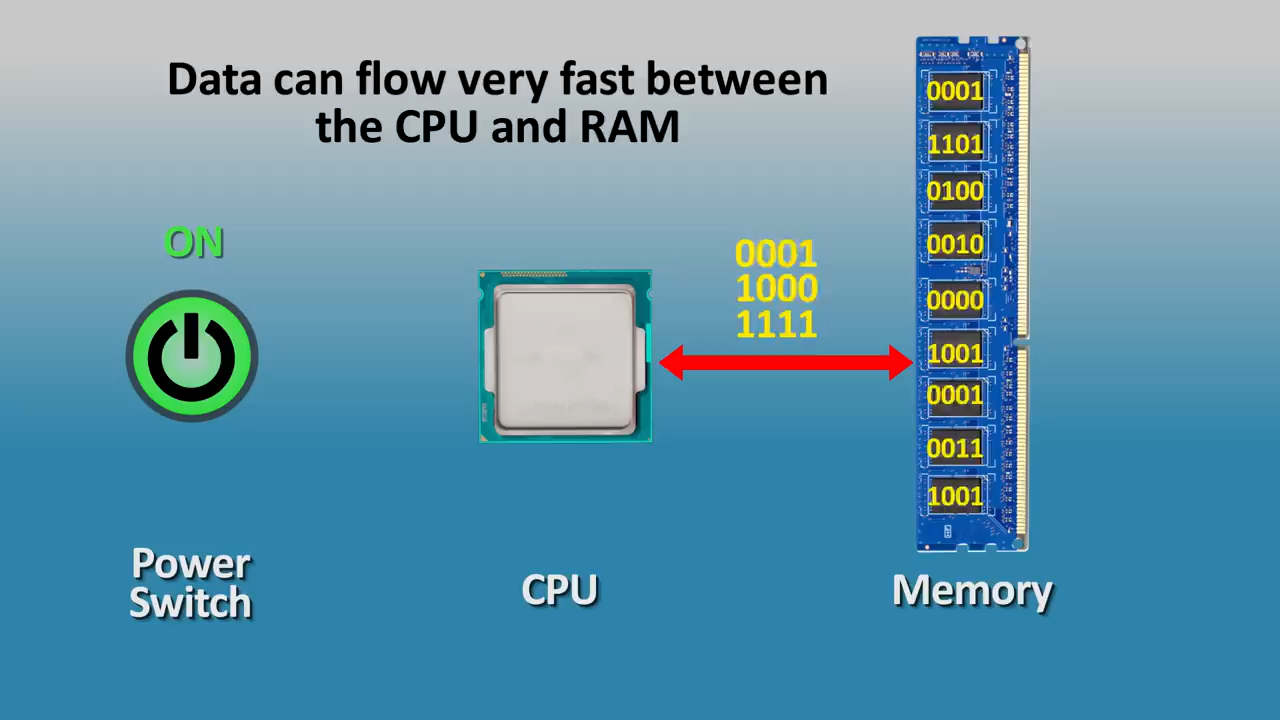 Data can flow very fast between
the CPU and RAM
ON
0001
1000
1111
0001
1101
0100
0010
0000
1001
0001
0011
1001
Power
Switch
CPU
Memory